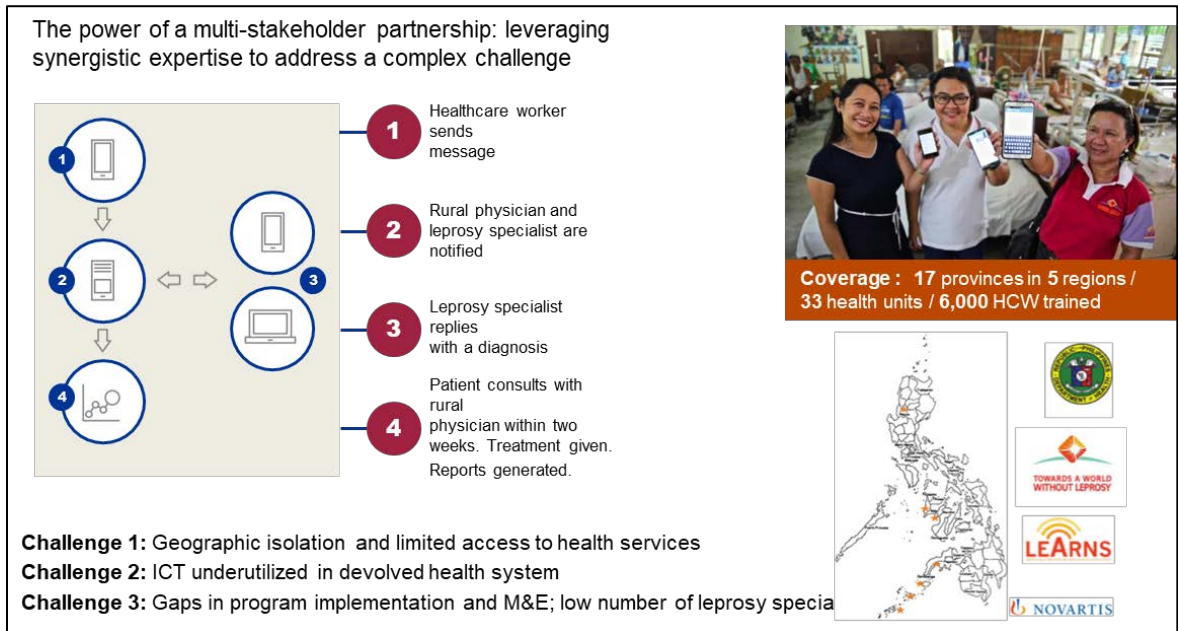 The power of a multi-stakeholder partnership: leveraging
synergistic expertise to address a complex challenge
1
2
3
4
1
Healthcare worker
sends
message
2
Rural physician and
leprosy specialist are
notified
3
Leprosy specialist
replies
with a diagnosis
4
Patient consults with
rural
physician within two
weeks. Treatment given.
Reports generated.
Coverage : 17 provinces in 5 regions /
33 health units / 6,000 HCW trained
REPUBLIC PHILIPPINES
DEPARTMENT of HEALTH
TOWARDS A WORLD
WITHOUT LEPROSY
LEARNS
NOVARTIS
Challenge 1: Geographic isolation and limited access to health services
Challenge 2: ICT underutilized in devolved health system
Challenge 3: Gaps in program implementation and M&E; low number of leprosy specia